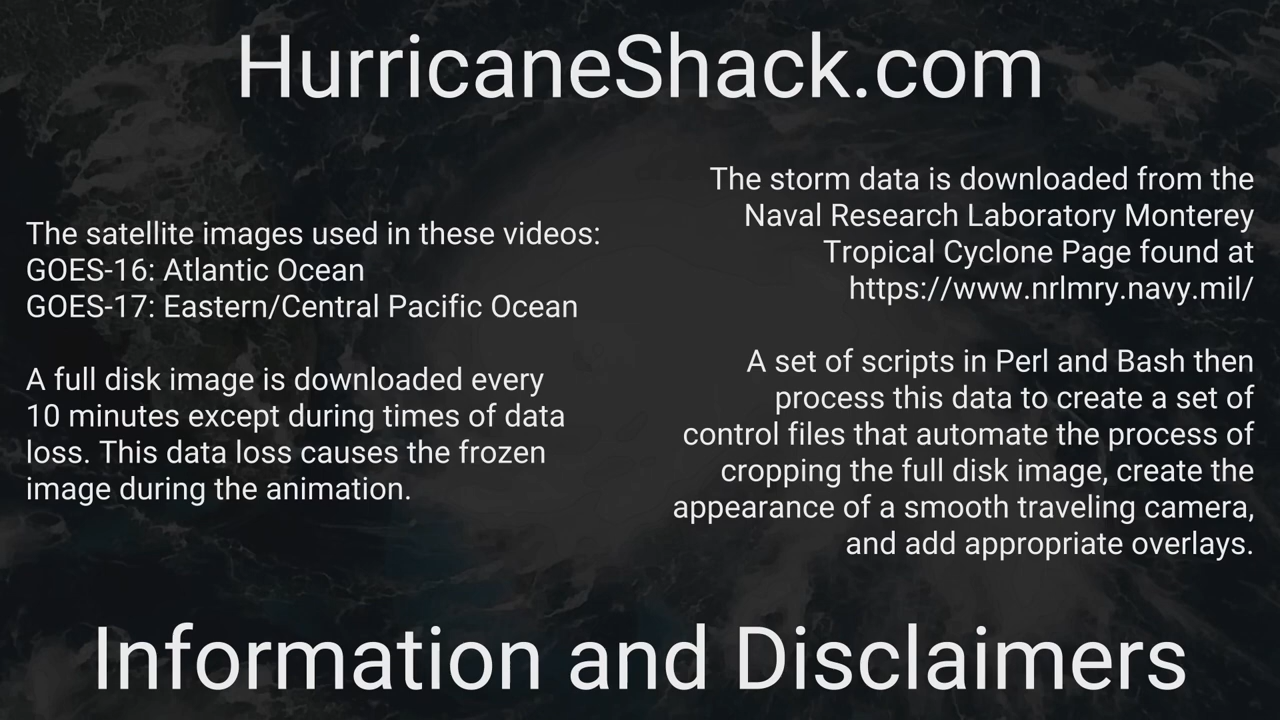 HurricaneShack.com
The satellite images used in these videos:
GOES-16: Atlantic Ocean
GOES-17: Eastern/Central Pacific Ocean
A full disk image is downloaded every
10 minutes except during times of data
loss. This data loss causes the frozen
image during the animation.
The storm data is downloaded from the
Naval Research Laboratory Monterey
Tropical Cyclone Page found at
https://www.nrlmry.navy.mil/
A set of scripts in Perl and Bash then
process this data to create a set of
control files that automate the process of
cropping the full disk image, create the
appearance of a smooth traveling camera,
and add appropriate overlays.
Information and Disclaimers